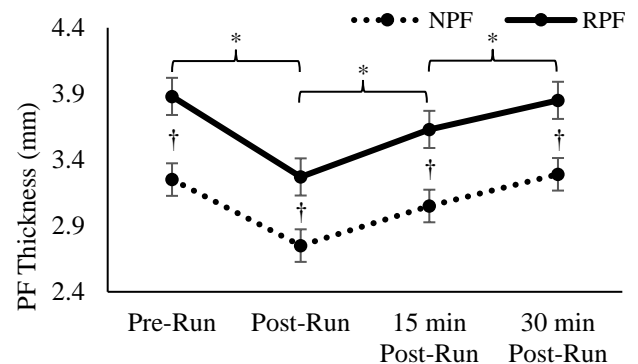 NPF RPF
4.4
3.9
3.4
2.9
2.4
PF Thickness (mm)
* * *
† † † †
Pre-Run Post-Run 15 min 30 min
Post-Run Post-Run